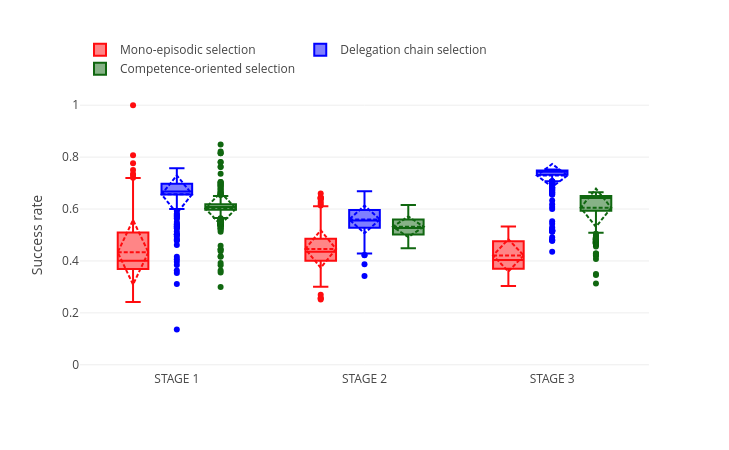 Mono-episodic selection
Delegation chain selection
Competence-oriented selection
1
0.8
0.6
0.4
0.2
0
Success rate
STAGE 1
STAGE 2
STAGE 3